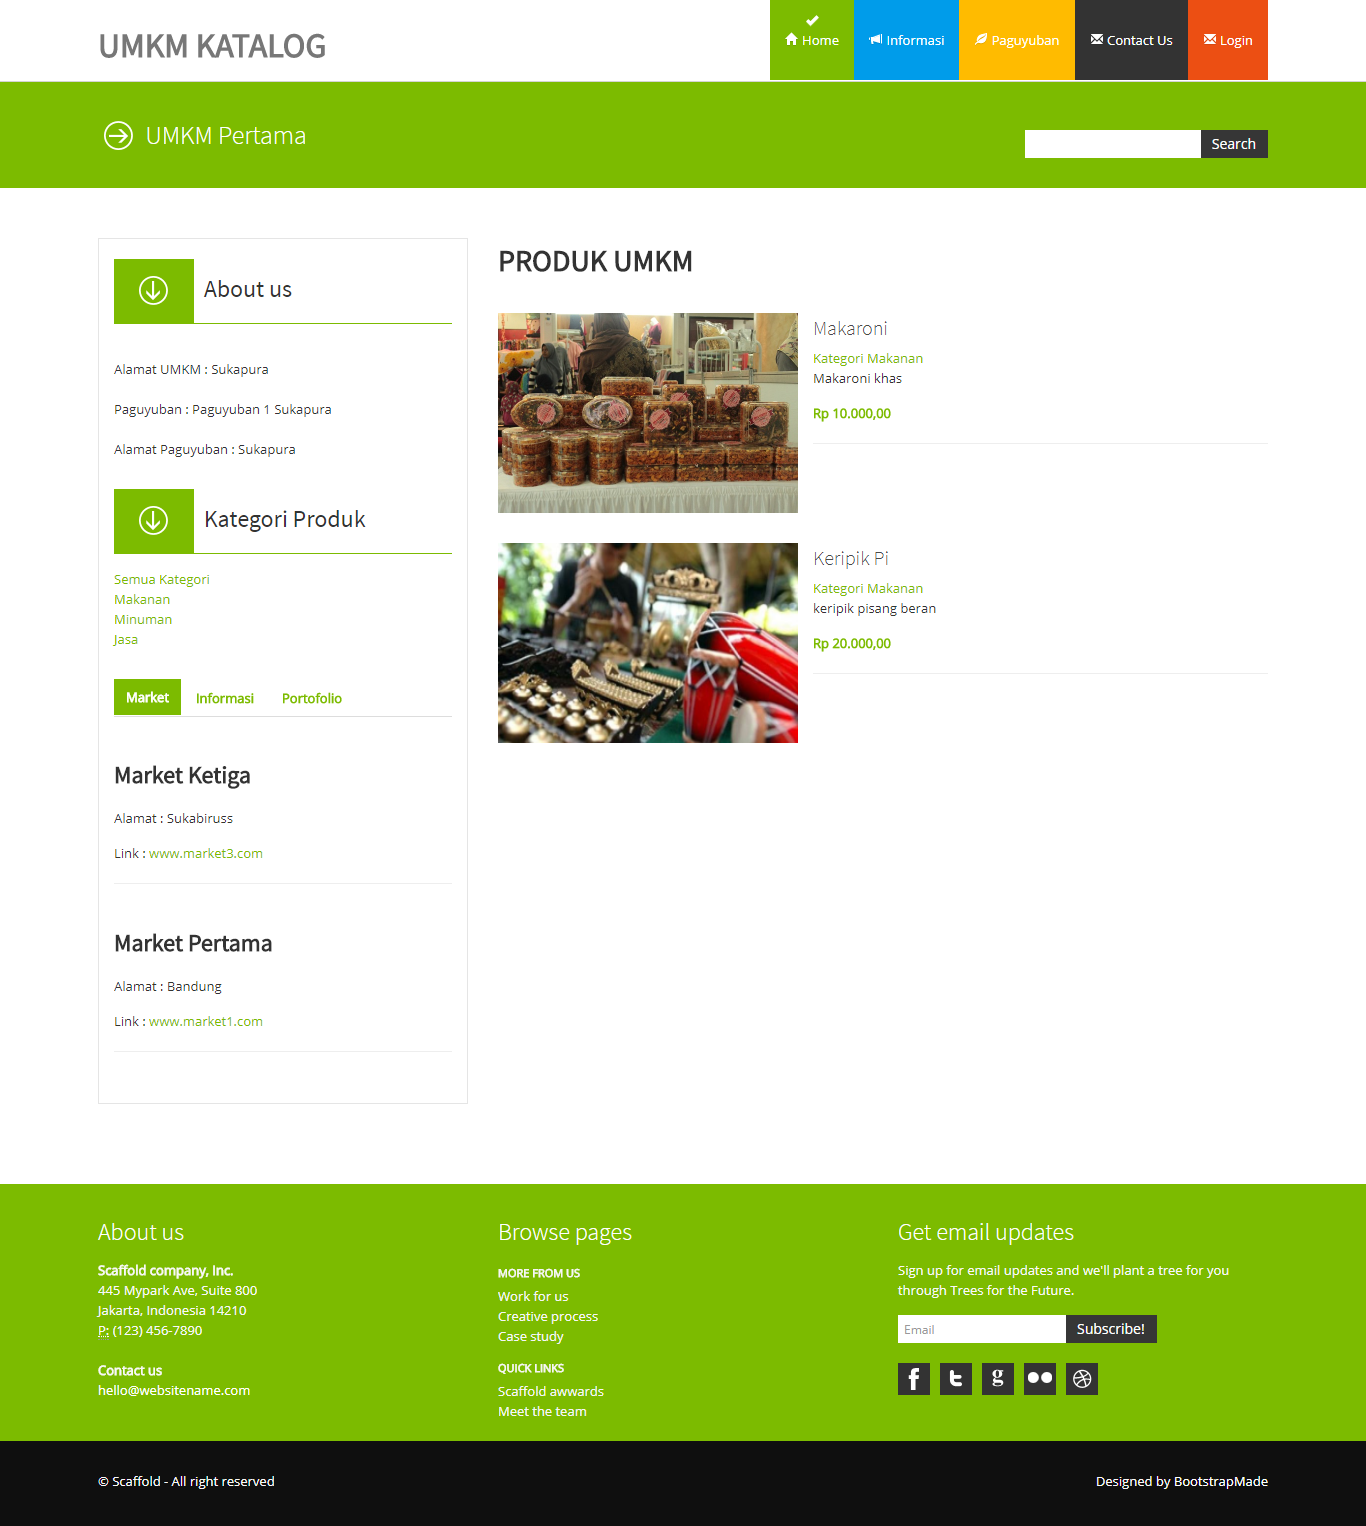 UMKM KATALOG
Home
Informasi
Paguyuban
Contact Us
Login
UMKM Pertama
Search
About us
Alamat UMKM : Sukapura
Paguyuban : Paguyuban 1 Sukapura
Alamat Paguyuban : Sukapura
Kategori Produk
Semua Kategori
Makanan
Minuman
Jasa
Market
Informasi
Portofolio
Market Ketiga
Alamat : Sukabiruss
Link : www.market3.com
Market Pertama
Alamat : Bandung
Link : www.market1.com
PRODUK UMKM
Makaroni
Kategori Makanan
Makaroni khas
Rp 10.000,00
Keripik Pi
Kategori Makanan
keripik pisang beran
Rp 20.000,00
About us
Scaffold company, Inc.
445 Mypark Ave, Suite 800
Jakarta, Indonesia 14210
P: (123) 456-7890
Contact us
hello@websitename.com
Browse pages
MORE FROM US
Work for us
Creative process
Case study
QUICK LINKS
Scaffold awwards
Meet the team
Get email updates
Sign up for email updates and we'll plant a tree for you
through Trees for the Future.
Email
Subscribe!
© Scaffold - All right reserved
Designed by BootstrapMade